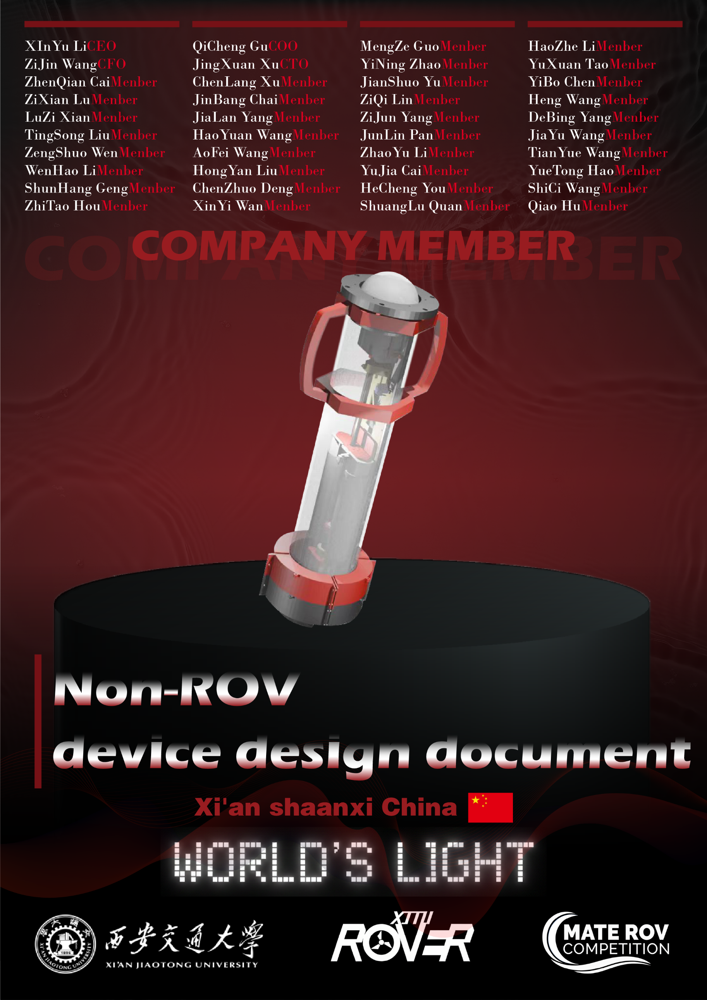 XInYu LiCEO
ZiJin WangCFO
ZhenQian CaiMenber
ZiXian LuMenber
LuZi XianMenber
TingSong LiuMenber
ZengShuo WenMenber
WenHao LiMenber
ShunHang GengMenber
ZhiTao HouMenber
QiCheng GuCOO
JingXuan XuCTO
ChenLang XuMenber
JinBang ChaiMenber
JiaLan YangMenber
HaoYuan WangMenber
AoFei WangMenber
HongYan LiuMenber
ChenZhuo DengMenber
XinYi WanMenber
MengZe GuoMenber
YiNing ZhaoMenber
JianShuo YuMenber
ZiQi LinMenber
ZiJun YangMenber
JunLin PanMenber
ZhaoYu LiMenber
YuJia CaiMenber
HeCheng YouMenber
ShuangLu QuanMenber
HaoZhe LiMenber
YuXuan TaoMenber
YiBo ChenMenber
Heng WangMenber
DeBing YangMenber
JiaYu WangMenber
TianYue WangMenber
YueTong HaoMenber
ShiCi WangMenber
Qiao HuMenber
COMPANY MEMBER
COMPANY MEMBER
Non-ROV
device design document
Xi'an shaanxi China
WORLD'S LIGHT
西安交通大學
XI'AN JIAOTONG UNIVERSITY
1896
XI'AN JIAOTONG UNIVERSITY
XJTU
ROVER
MATE ROV
COMPETITION